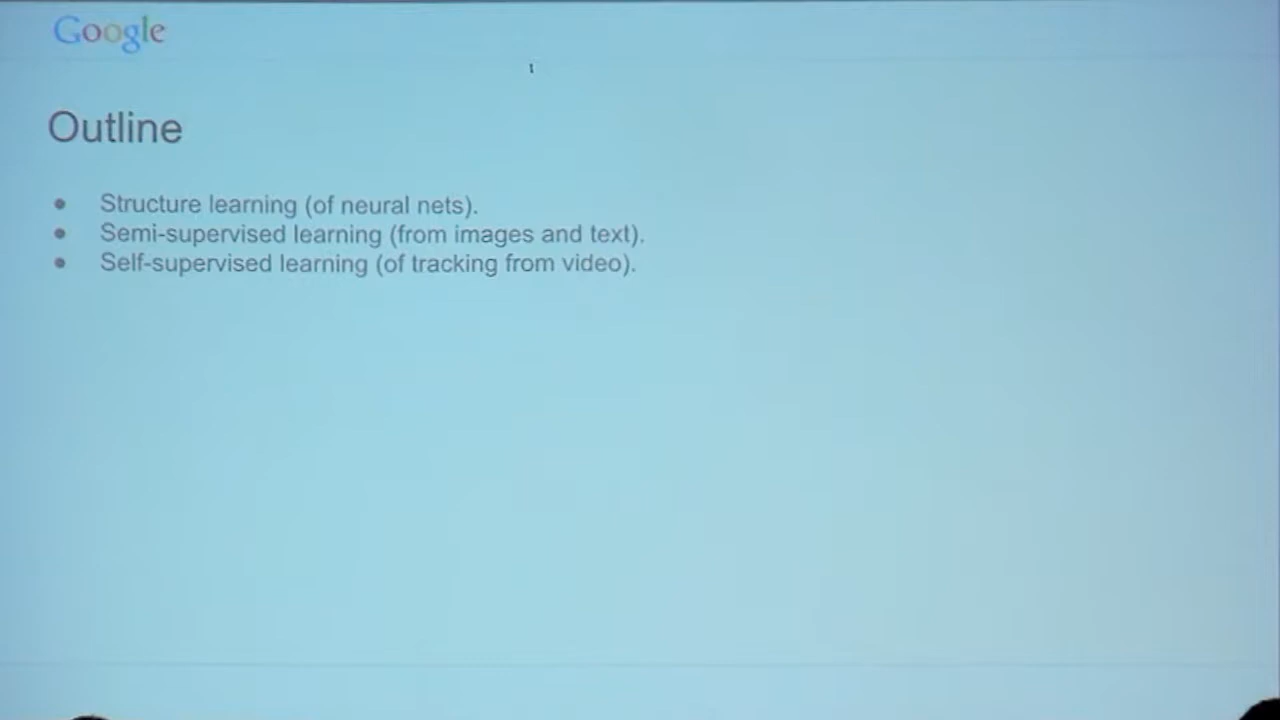 Google
Outline
• Structure learning (of neural nets).
• Semi-supervised learning (from images and text).
• Self-supervised learning (of tracking from video).